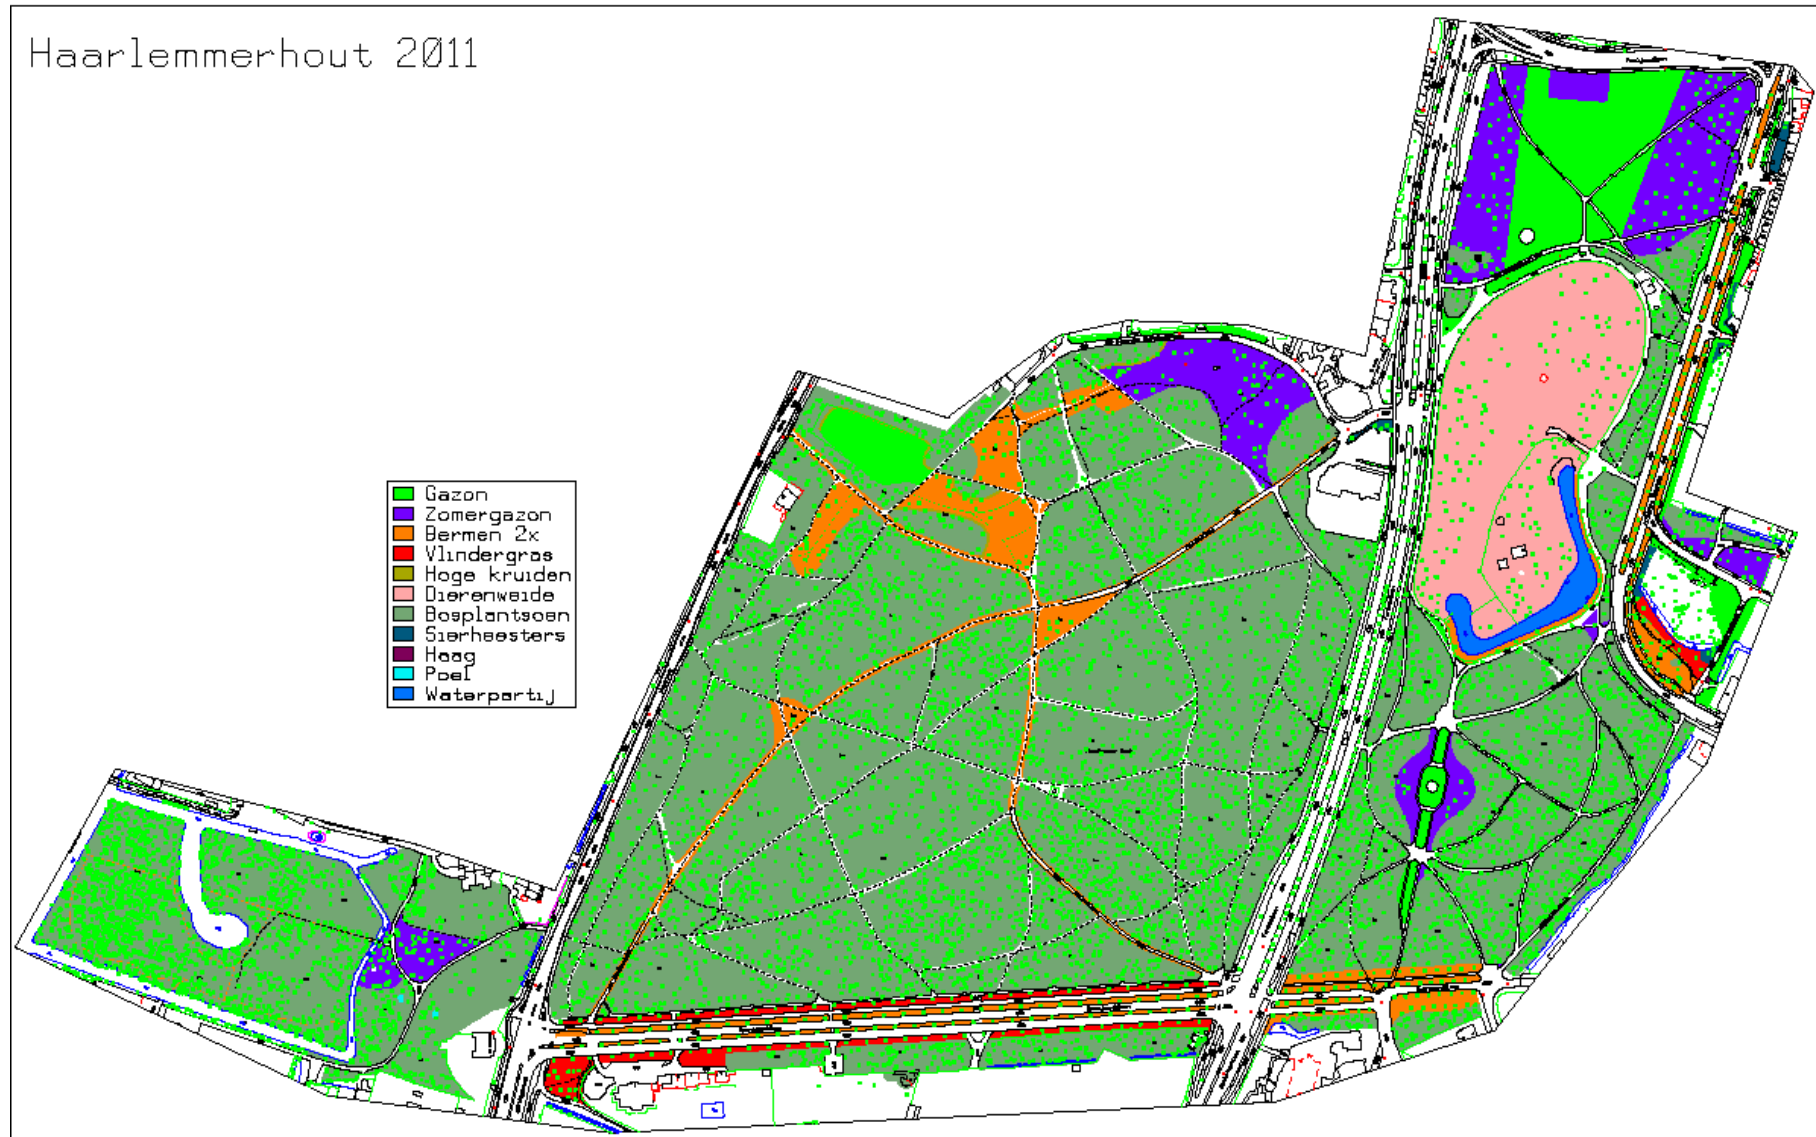 Haarlemmerhout 2011
Gazon
Zomergazon
Bermen 2x
Vlindergras
Hoge kruiden
Dierenweide
Bosplantsoen
Sierheesters
Haag
Poel
Waterpartij